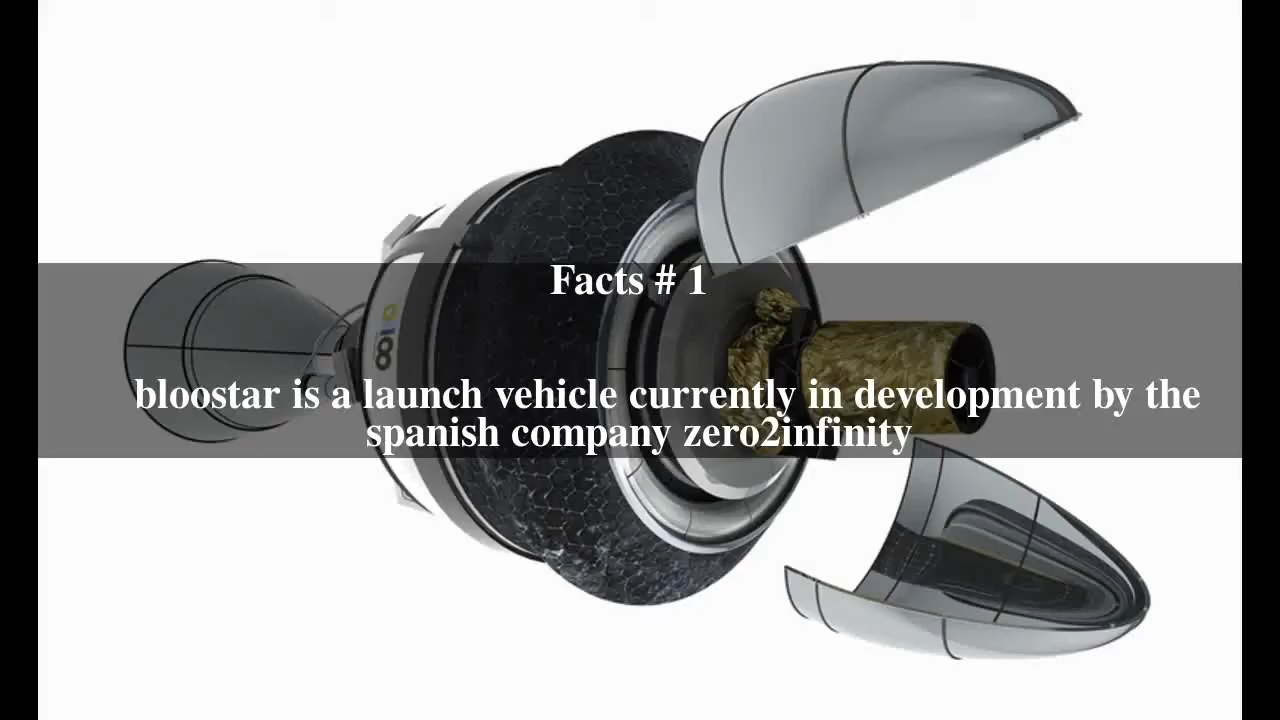 Facts # 1
bloostar is a launch vehicle currently in development by the
spanish company zero2infinity